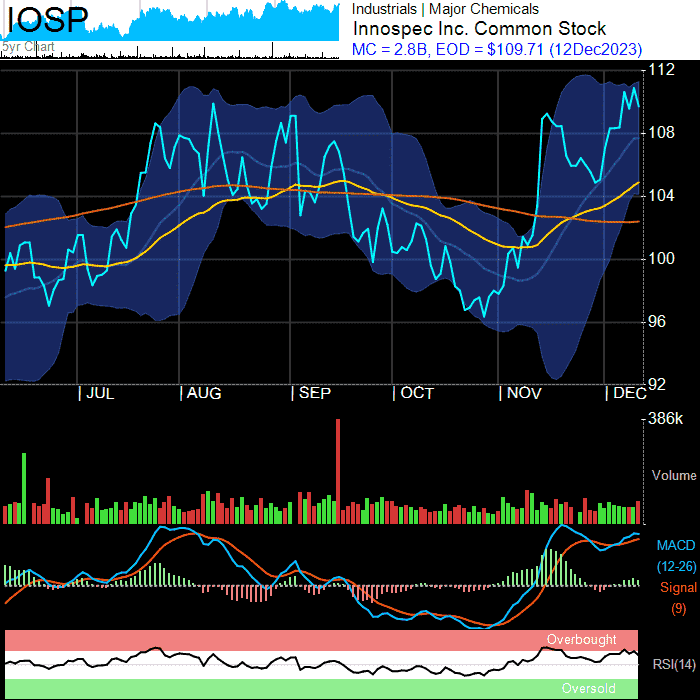 IOSP
5yr Chart
Industrials | Major Chemicals
Innospec Inc. Common Stock
MC = 2.8B, EOD = $109.71 (12Dec2023)
112
108
104
100
96
92
| JUL | AUG | SEP | OCT | NOV | DEC
386k
Volume
MACD
(12-26)
Signal
(9)
Overbought
RSI(14)
Oversold